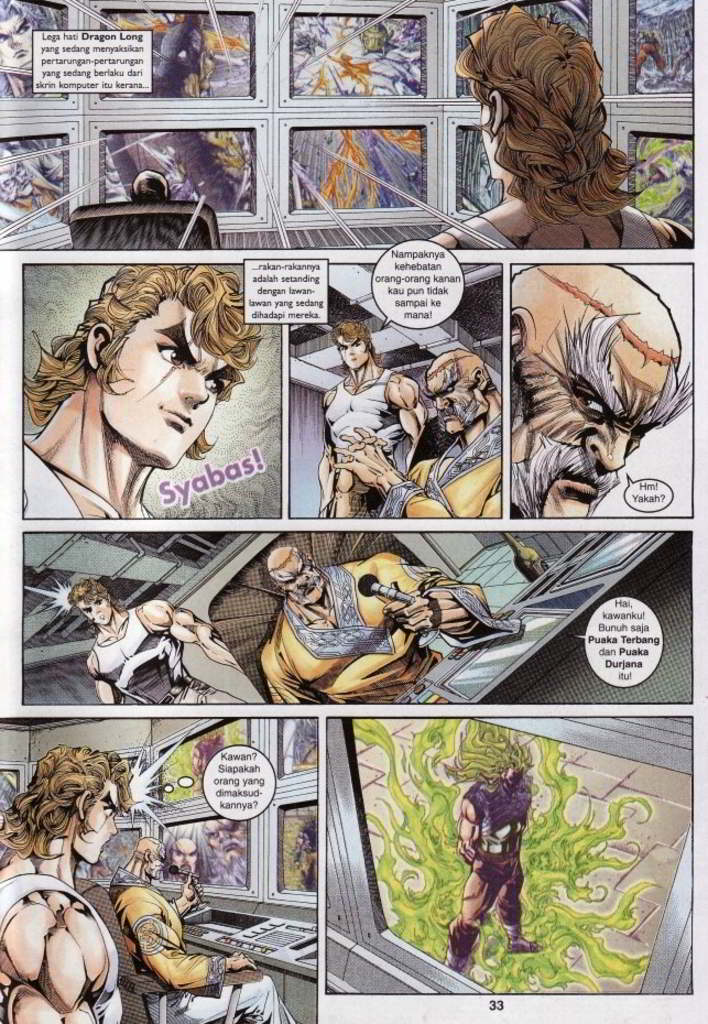 Lega hati Dragon Long
yang sedang menyaksikan
pertarungan-pertarungan
yang sedang berlaku dari
skrin komputer itu kerana...
...rakan-rakannya
adalah setanding
dengan lawan-
lawan yang sedang
dihadapi mereka.
Syabas!
Nampaknya
kehebatan
orang-orang kanan
kau pun tidak
sampai ke
mana!
Hm!
Yakah?
Hai,
kawanku!
Bunuh saja
Puaka Terbang
dan Puaka
Durjana
itu!
Kawan?
Siapakah
orang yang
dimaksud-
kannya?
33